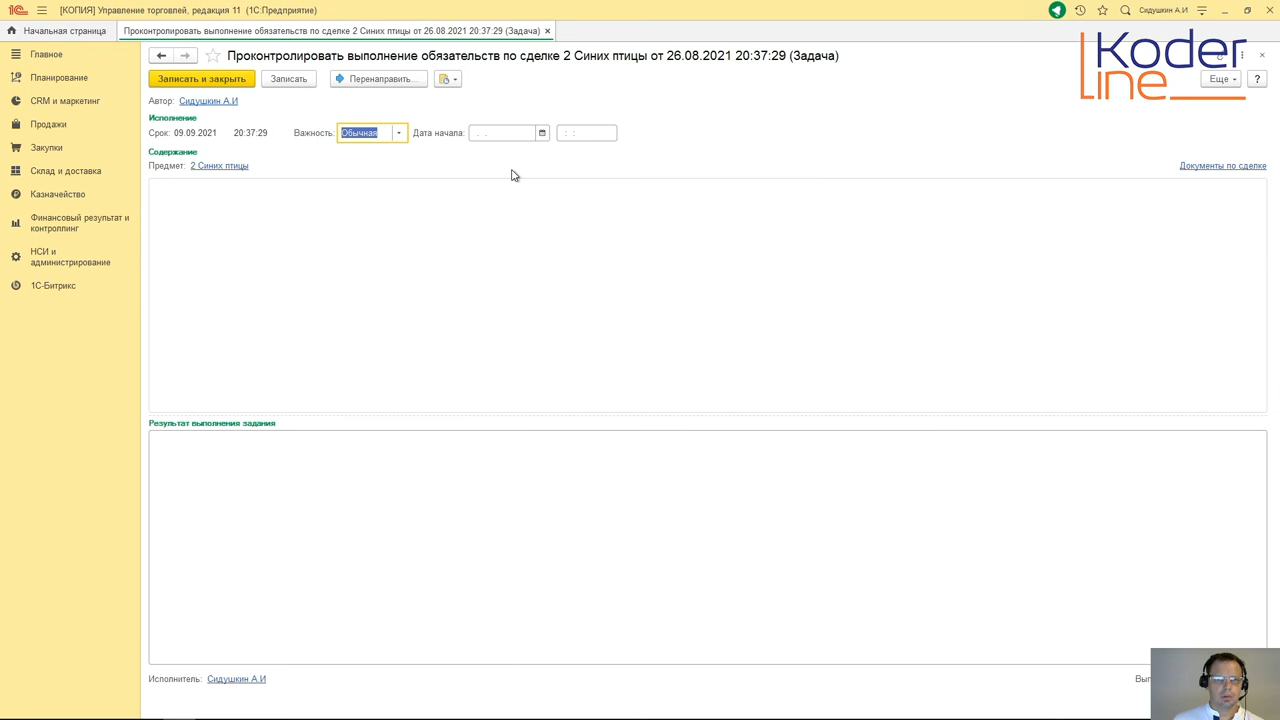 [КОПИЯ] Управление торговлей, редакция 11 (1С:Предприятие)
Сидушкин А.И
Начальная страница
Проконтролировать выполнение обязательств по сделке 2 Синих птицы от 26.08.2021 20:37:29 (Задача)
Главное
Планирование
CRM и маркетинг
Продажи
Закупки
Склад и доставка
Казначейство
Финансовый результат и
контроллинг
НСИ и
администрирование
1С-Битрикс
Проконтролировать выполнение обязательств по сделке 2 Синих птицы от 26.08.2021 20:37:29 (Задача)
Koder
line
Записать и закрыть
Записать
Перенаправить...
Еще
?
Автор: Сидушкин А.И
Исполнение
Срок: 09.09.2021 20:37:29 Важность: Обычная Дата начала: . . : :
Содержание
Предмет: 2 Синих птицы
Документы по сделке
Результат выполнения задания
Исполнитель: Сидушкин А.И